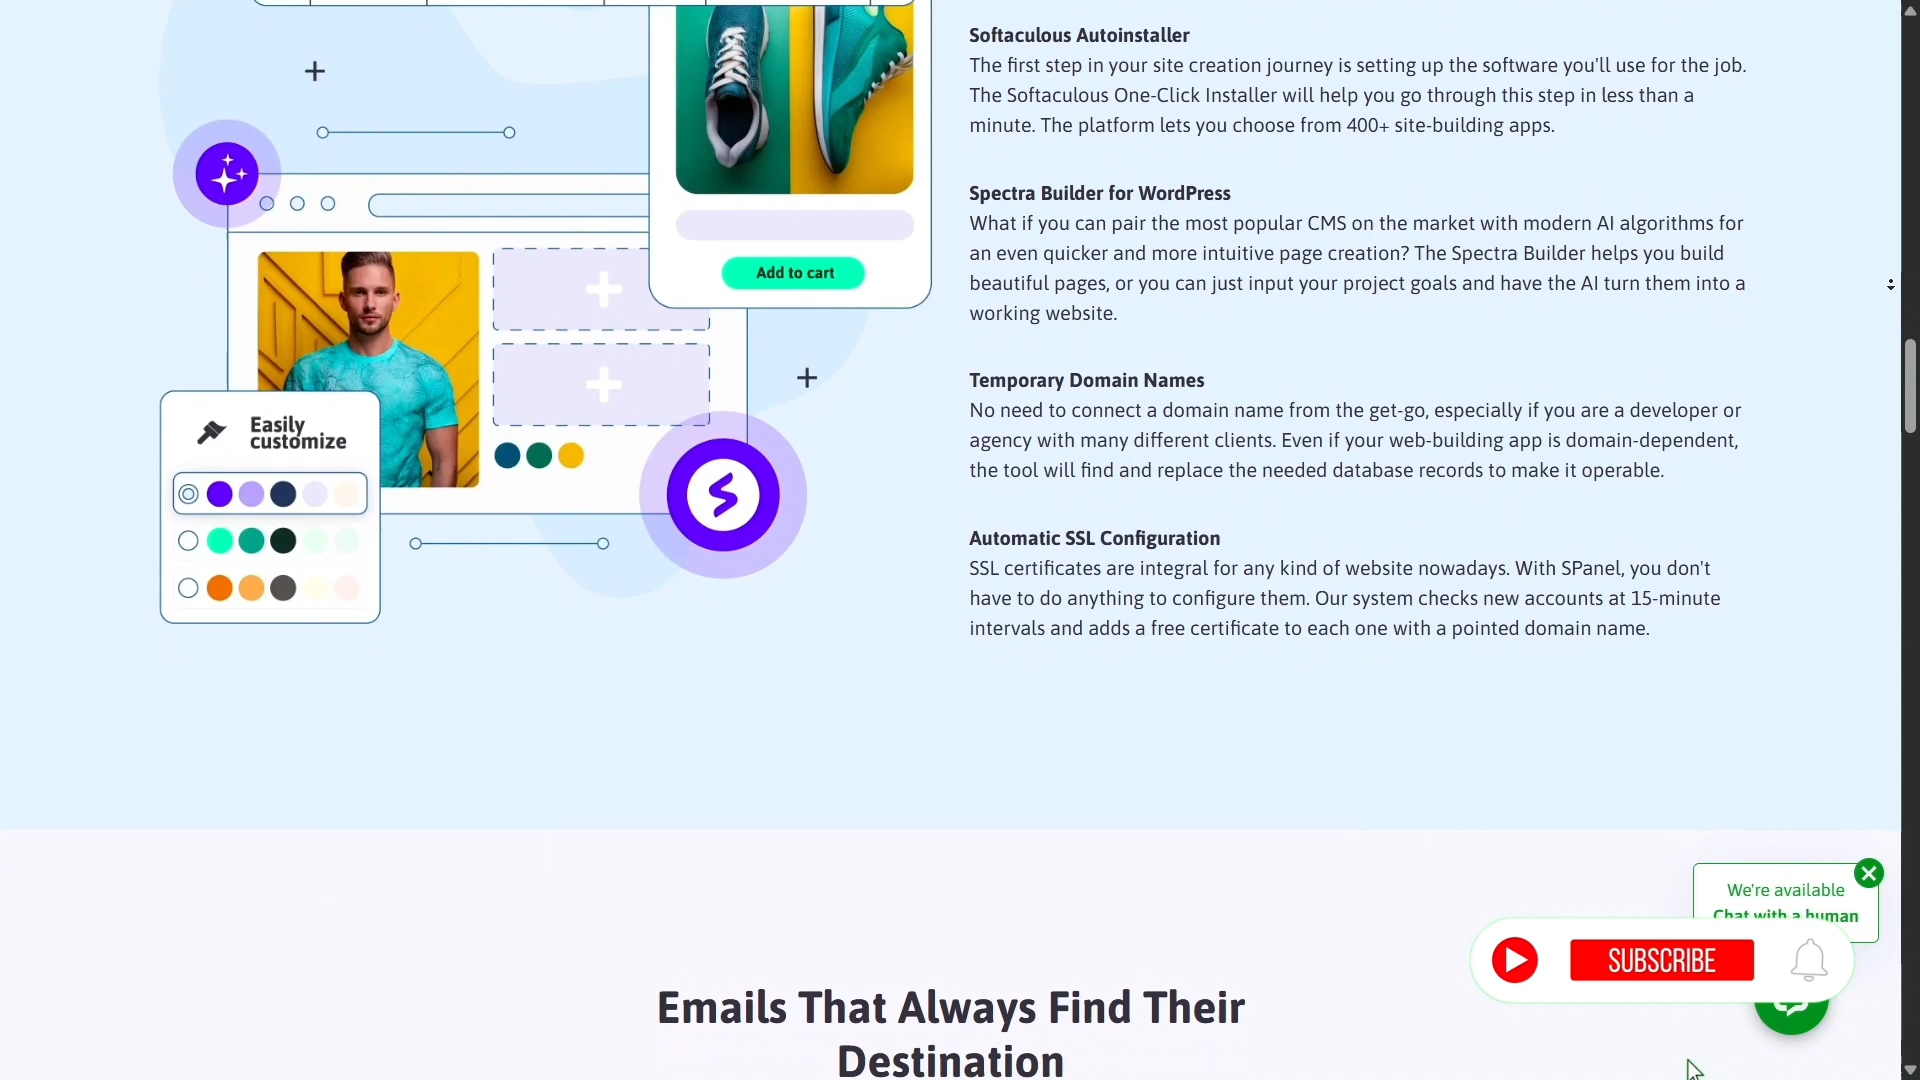 Softaculous Autoinstaller
The first step in your site creation journey is setting up the software you'll use for the job.
The Softaculous One-Click Installer will help you go through this step in less than a
minute. The platform lets you choose from 400+ site-building apps.
Spectra Builder for WordPress
What if you can pair the most popular CMS on the market with modern AI algorithms for
an even quicker and more intuitive page creation? The Spectra Builder helps you build
beautiful pages, or you can just input your project goals and have the AI turn them into a
working website.
Add to cart
Easily
customize
Temporary Domain Names
No need to connect a domain name from the get-go, especially if you are a developer or
agency with many different clients. Even if your web-building app is domain-dependent,
the tool will find and replace the needed database records to make it operable.
Automatic SSL Configuration
SSL certificates are integral for any kind of website nowadays. With SPanel, you don't
have to do anything to configure them. Our system checks new accounts at 15-minute
intervals and adds a free certificate to each one with a pointed domain name.
We're available
Chat with a human
SUBSCRIBE
Emails That Always Find Their
Destination